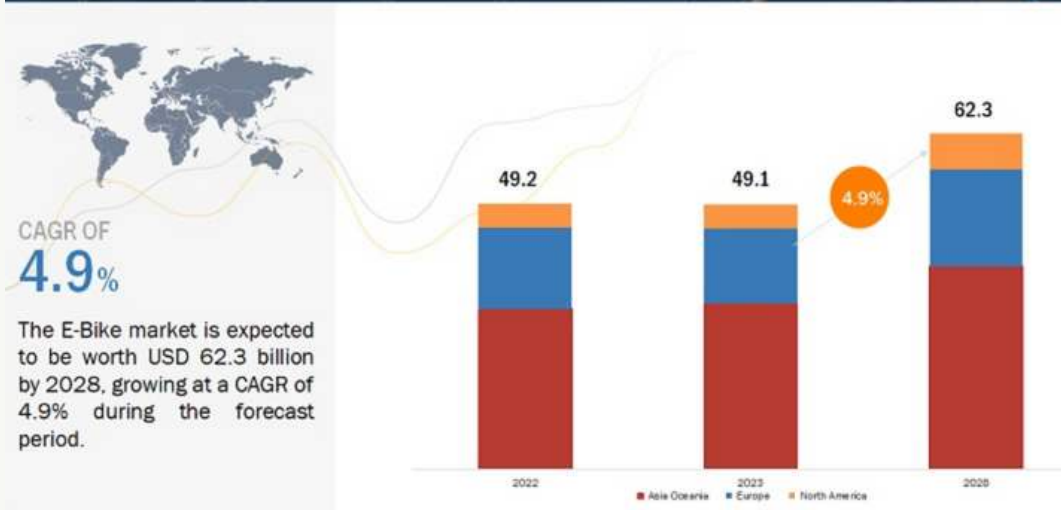 CAGR OF
4.9%
The E-Bike market is expected
to be worth USD 62.3 billion
by 2028, growing at a CAGR of
4.9% during the forecast
period.
49.2
49.1
4.9%
62.3
2022
2023
2028
Asia Oceania
Europe
North America